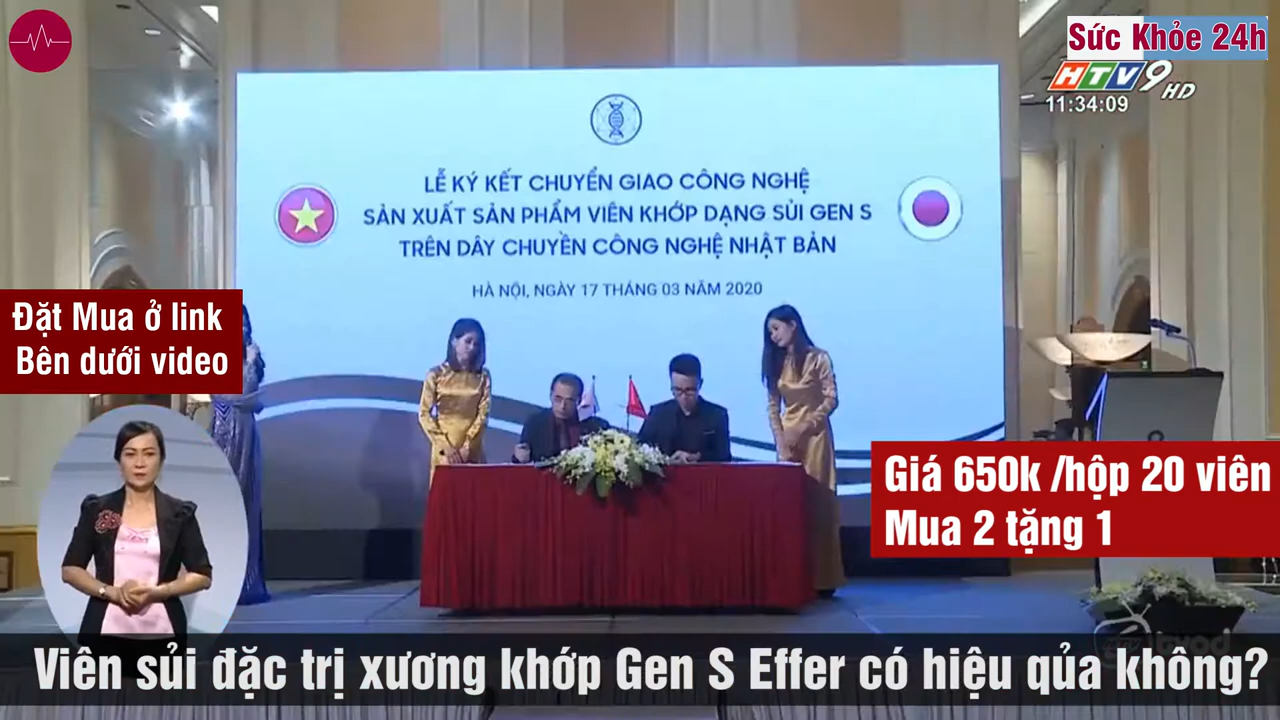 Sức Khỏe 24h
HTV9 HD
11:34:09
LỄ KÝ KẾT CHUYỂN GIAO CÔNG NGHỆ
SẢN XUẤT SẢN PHẨM VIÊN KHỚP DẠNG SỦI GEN S
TRÊN DÂY CHUYỀN CÔNG NGHỆ NHẬT BẢN
HÀ NỘI, NGÀY 17 THÁNG 03 NĂM 2020
Đặt Mua ở link
Bên dưới video
Giá 650k /hộp 20 viên
Mua 2 tặng 1
Viên sủi đặc trị xương khớp Gen S Effer có hiệu qủa không?